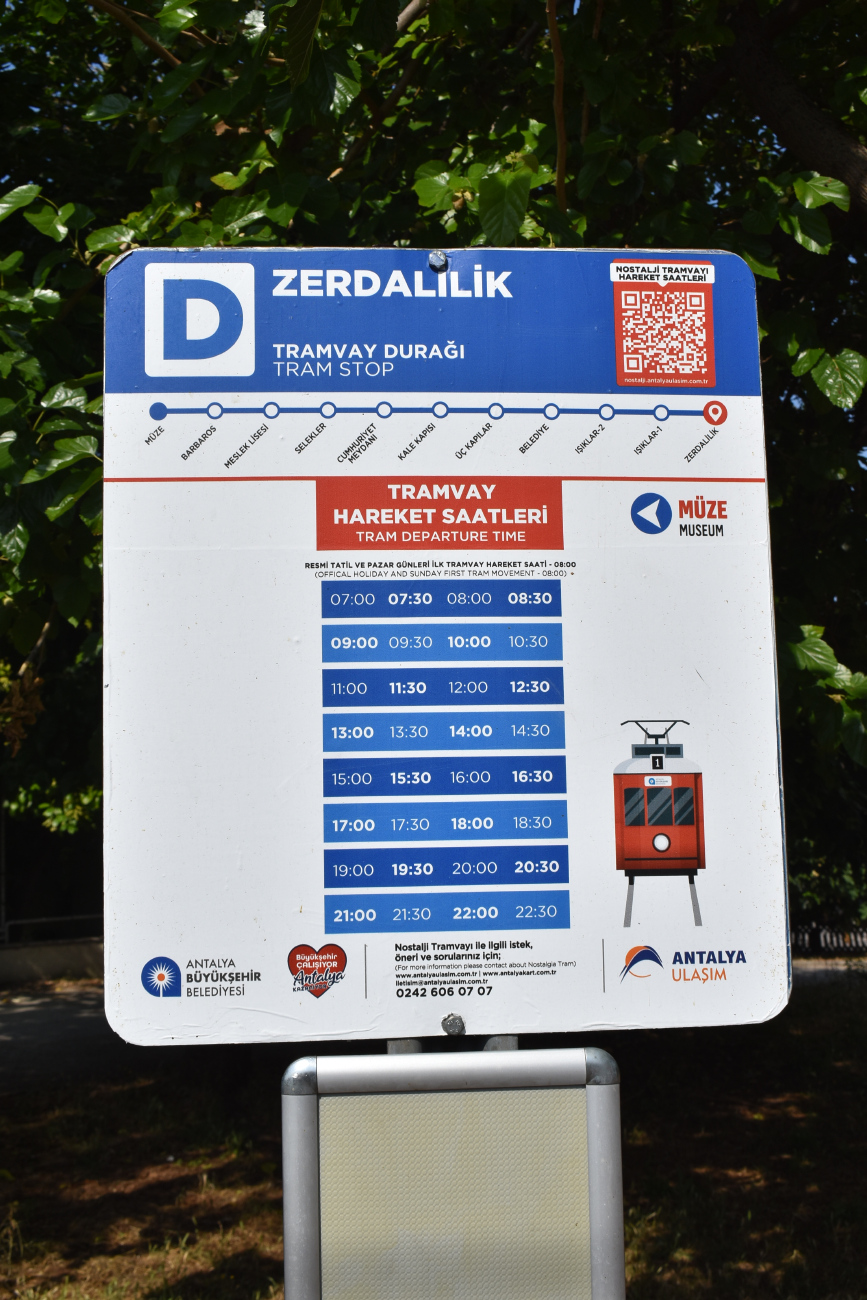 D
ZERDALİLİK
TRAMVAY DURAĞI
TRAM STOP
NOSTALJİ TRAMVAYI
HAREKET SAATLERİ
nostalji.antalyaulasim.com.tr
MÜZE
BARBAROS
MESLEK LİSESİ
SELEKLER
CUMHURİYET
MEYDANI
KALE KAPISI
ÜÇ KAPILAR
BELEDİYE
IŞIKLAR-2
IŞIKLAR-1
ZERDALİLİK
TRAMVAY
HAREKET SAATLERİ
TRAM DEPARTURE TIME
MÜZE
MUSEUM
RESMİ TATİL VE PAZAR GÜNLERİ İLK TRAMVAY HAREKET SAATİ - 08:00
(OFFICAL HOLIDAY AND SUNDAY FIRST TRAM MOVEMENT - 08:00) +
07:00 07:30 08:00 08:30
09:00 09:30 10:00 10:30
11:00 11:30 12:00 12:30
13:00 13:30 14:00 14:30
15:00 15:30 16:00 16:30
17:00 17:30 18:00 18:30
19:00 19:30 20:00 20:30
21:00 21:30 22:00 22:30
1
ANTALYA
BÜYÜKŞEHİR
BELEDİYESİ
Büyükşehir
ÇALIŞIYOR
Antalya
Nostalji Tramvayı ile ilgili istek,
öneri ve sorularınız için;
(For more information please contact about Nostalgia Tram)
www.antalyaulasim.com.tr | www.antalyakart.com.tr
iletisim@antalyaulasim.com.tr
0242 606 07 07
ANTALYA
ULAŞIM